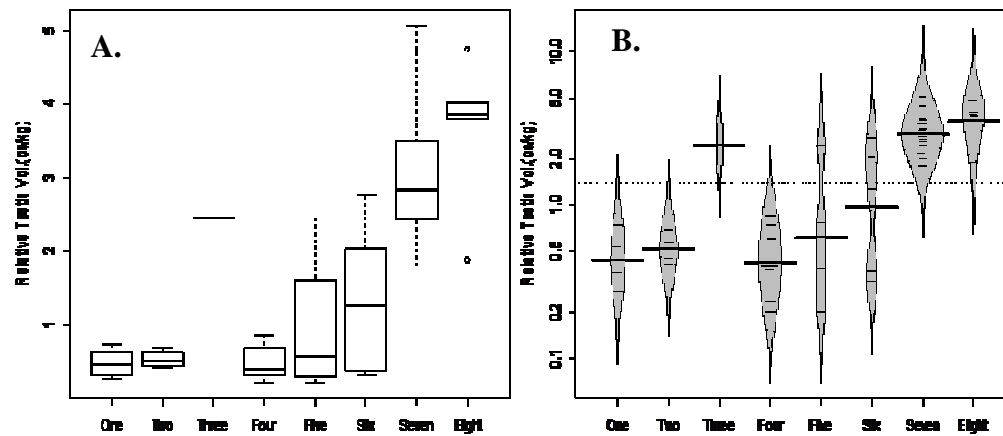 A.
Relative Testis Vol.(cc/kg)
5
4
3
2
1
One Two Three Four Five Six Seven Eight
B.
Relative Testis Vol.(cc/kg)
10.0
5.0
2.0
1.0
0.5
0.2
0.1
One Two Three Four Five Six Seven Eight